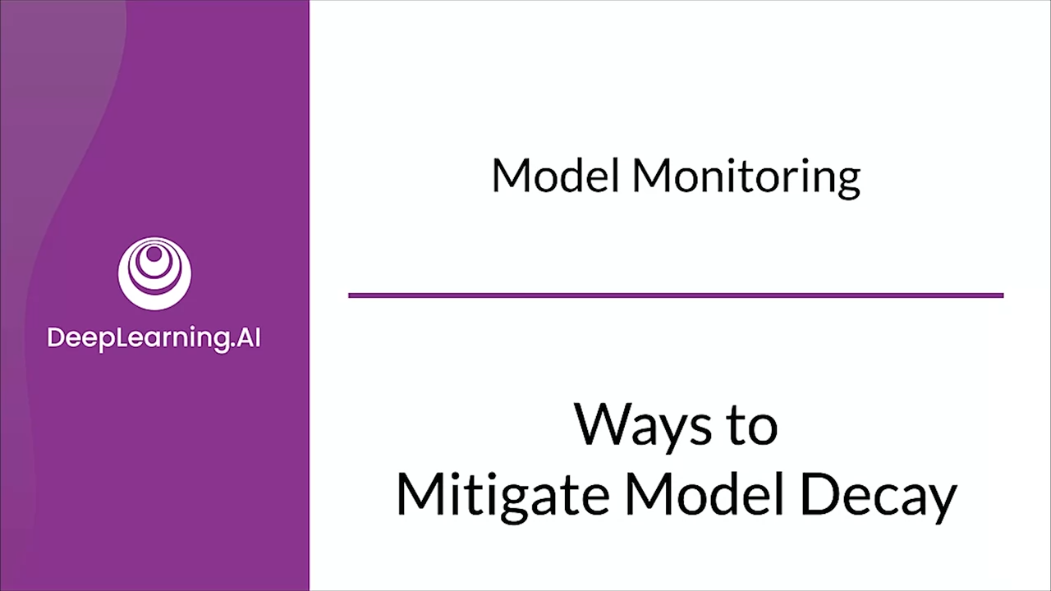 Model Monitoring
DeepLearning.AI
Ways to
Mitigate Model Decay